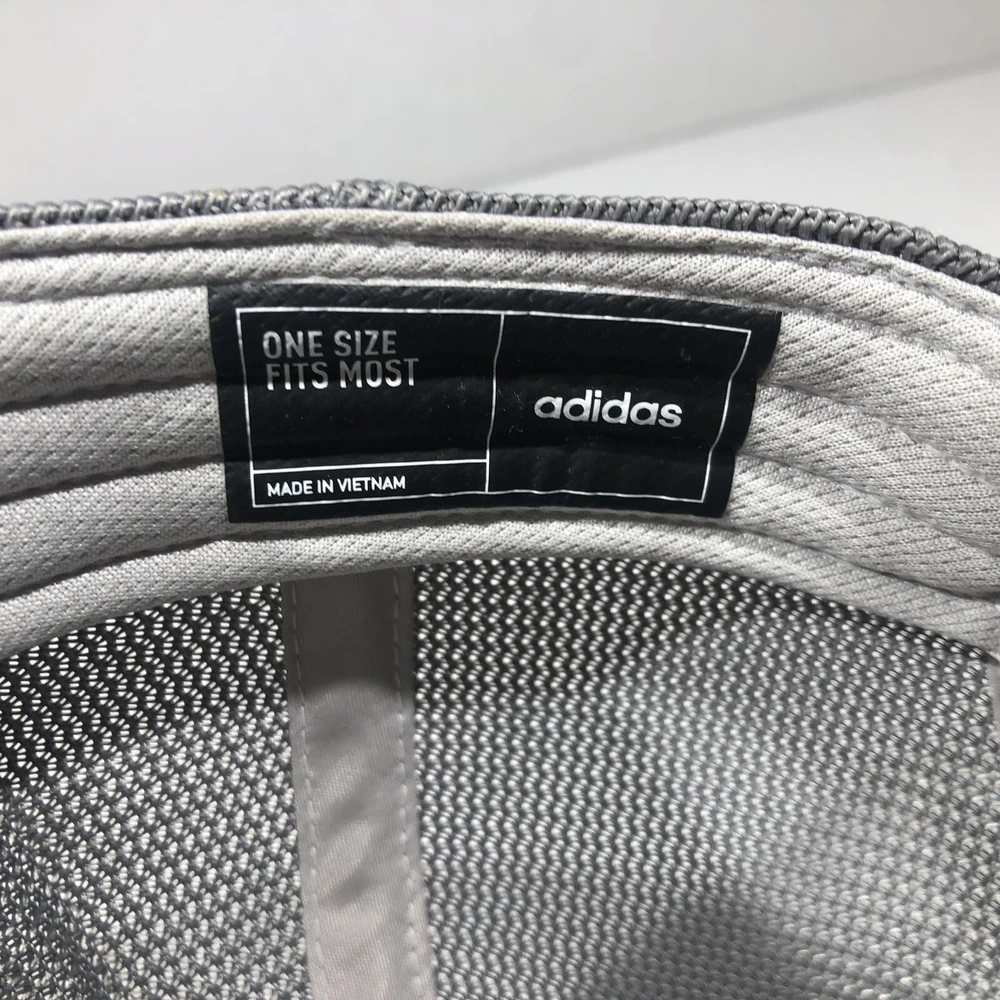 ONE SIZE
FITS MOST
adidas
MADE IN VIETNAM